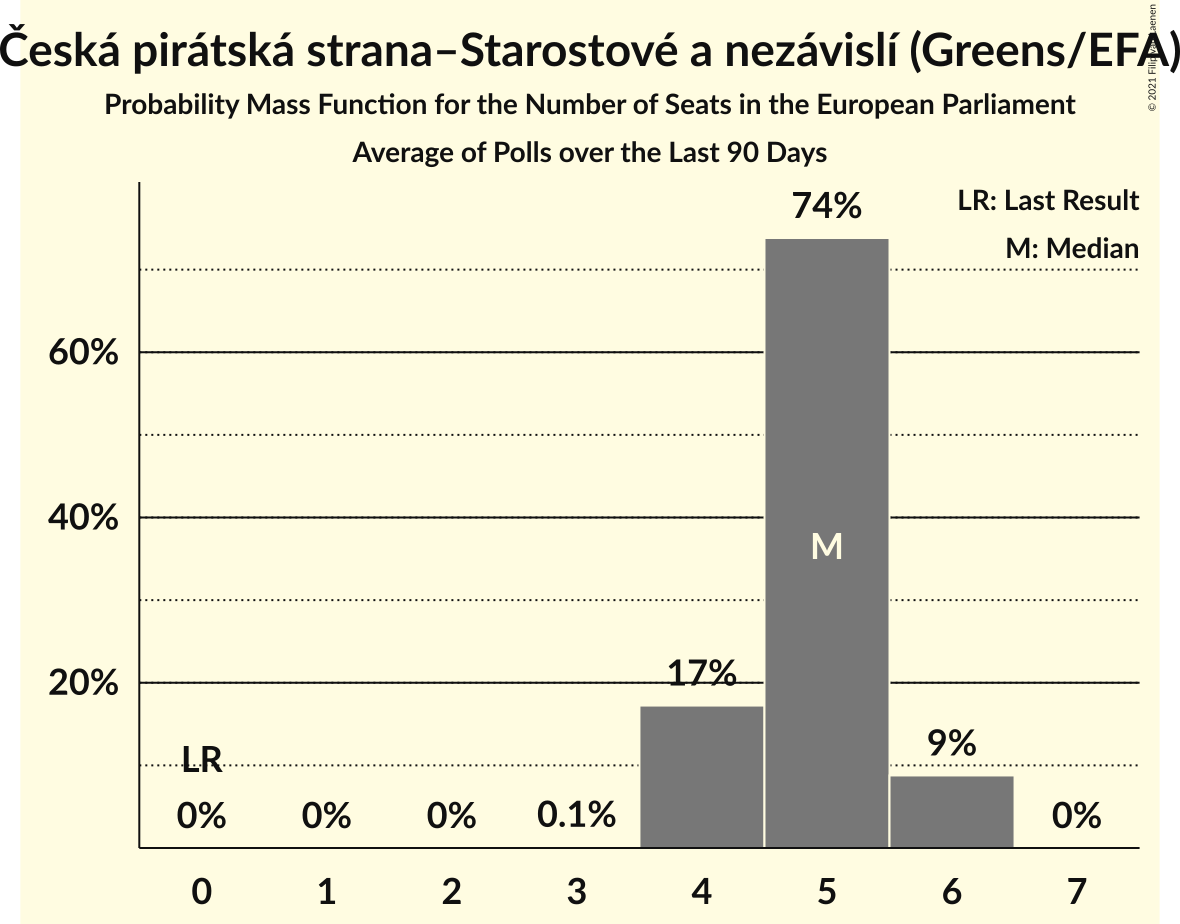 Česká pirátská strana–Starostové a nezávislí (Greens/EFA)
Probability Mass Function for the Number of Seats in the European Parliament
Average of Polls over the Last 90 Days
© 2021 Filip
LR: Last Result
M: Median
74%
60%
40%
M
20%
17%
9%
LR
0%
0%
0%
0.1%
0%
0 1 2 3 4 5 6 7